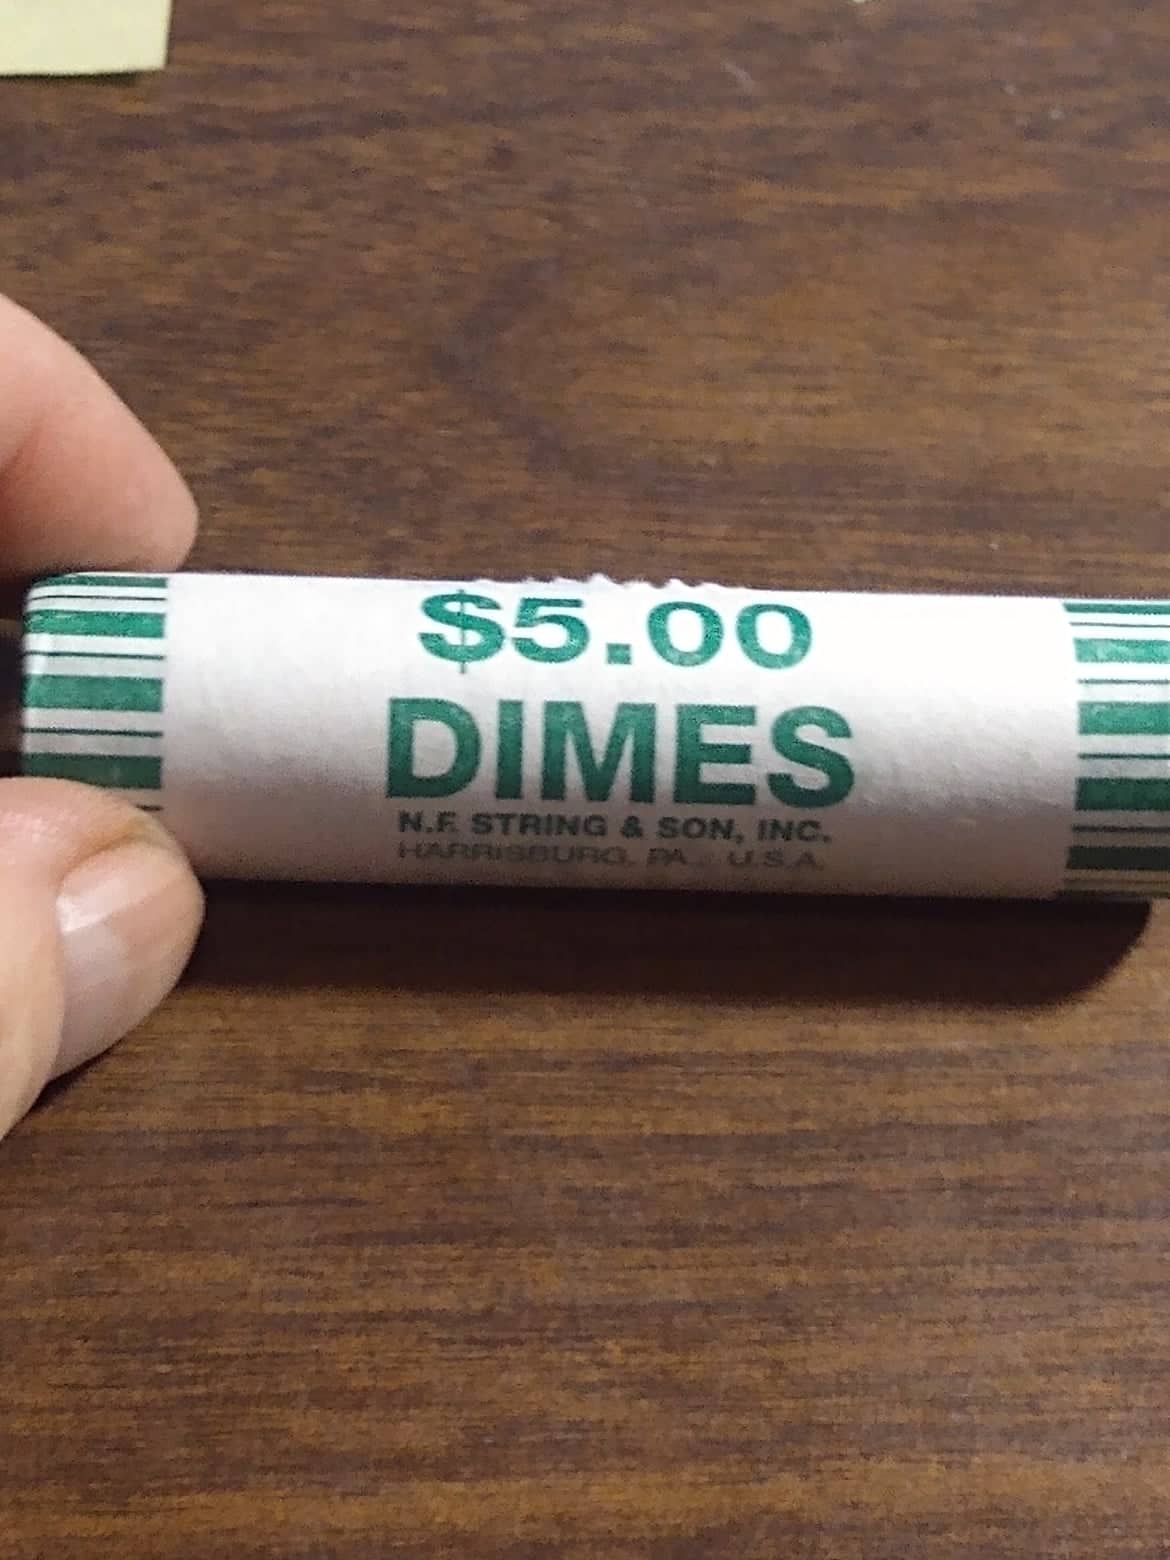 $5.00
DIMES
N.F. STRING & SON, INC.
HARRISBURG, PA., U.S.A.